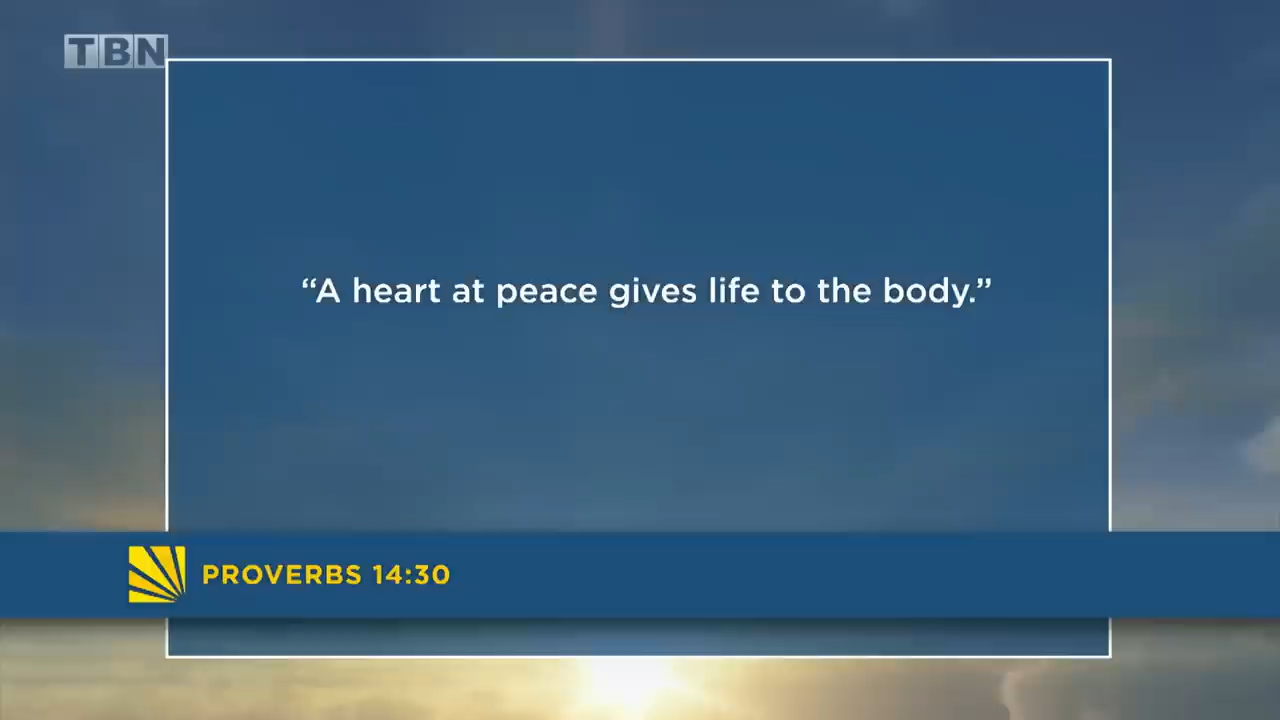 TBN
“A heart at peace gives life to the body.”
PROVERBS 14:30